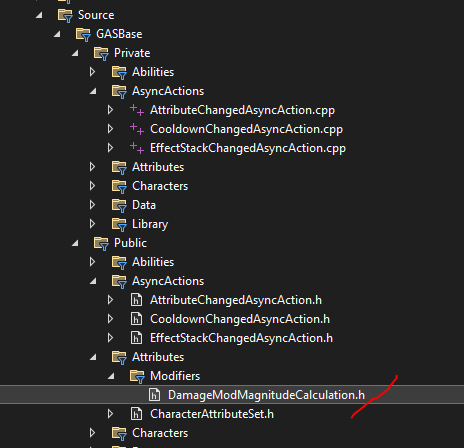 Source
GASBase
Private
Abilities
AsyncActions
AttributeChangedAsyncAction.cpp
CooldownChangedAsyncAction.cpp
EffectStackChangedAsyncAction.cpp
Attributes
Characters
Data
Library
Public
Abilities
AsyncActions
AttributeChangedAsyncAction.h
CooldownChangedAsyncAction.h
EffectStackChangedAsyncAction.h
Attributes
Modifiers
DamageModMagnitudeCalculation.h
CharacterAttributeSet.h
Characters